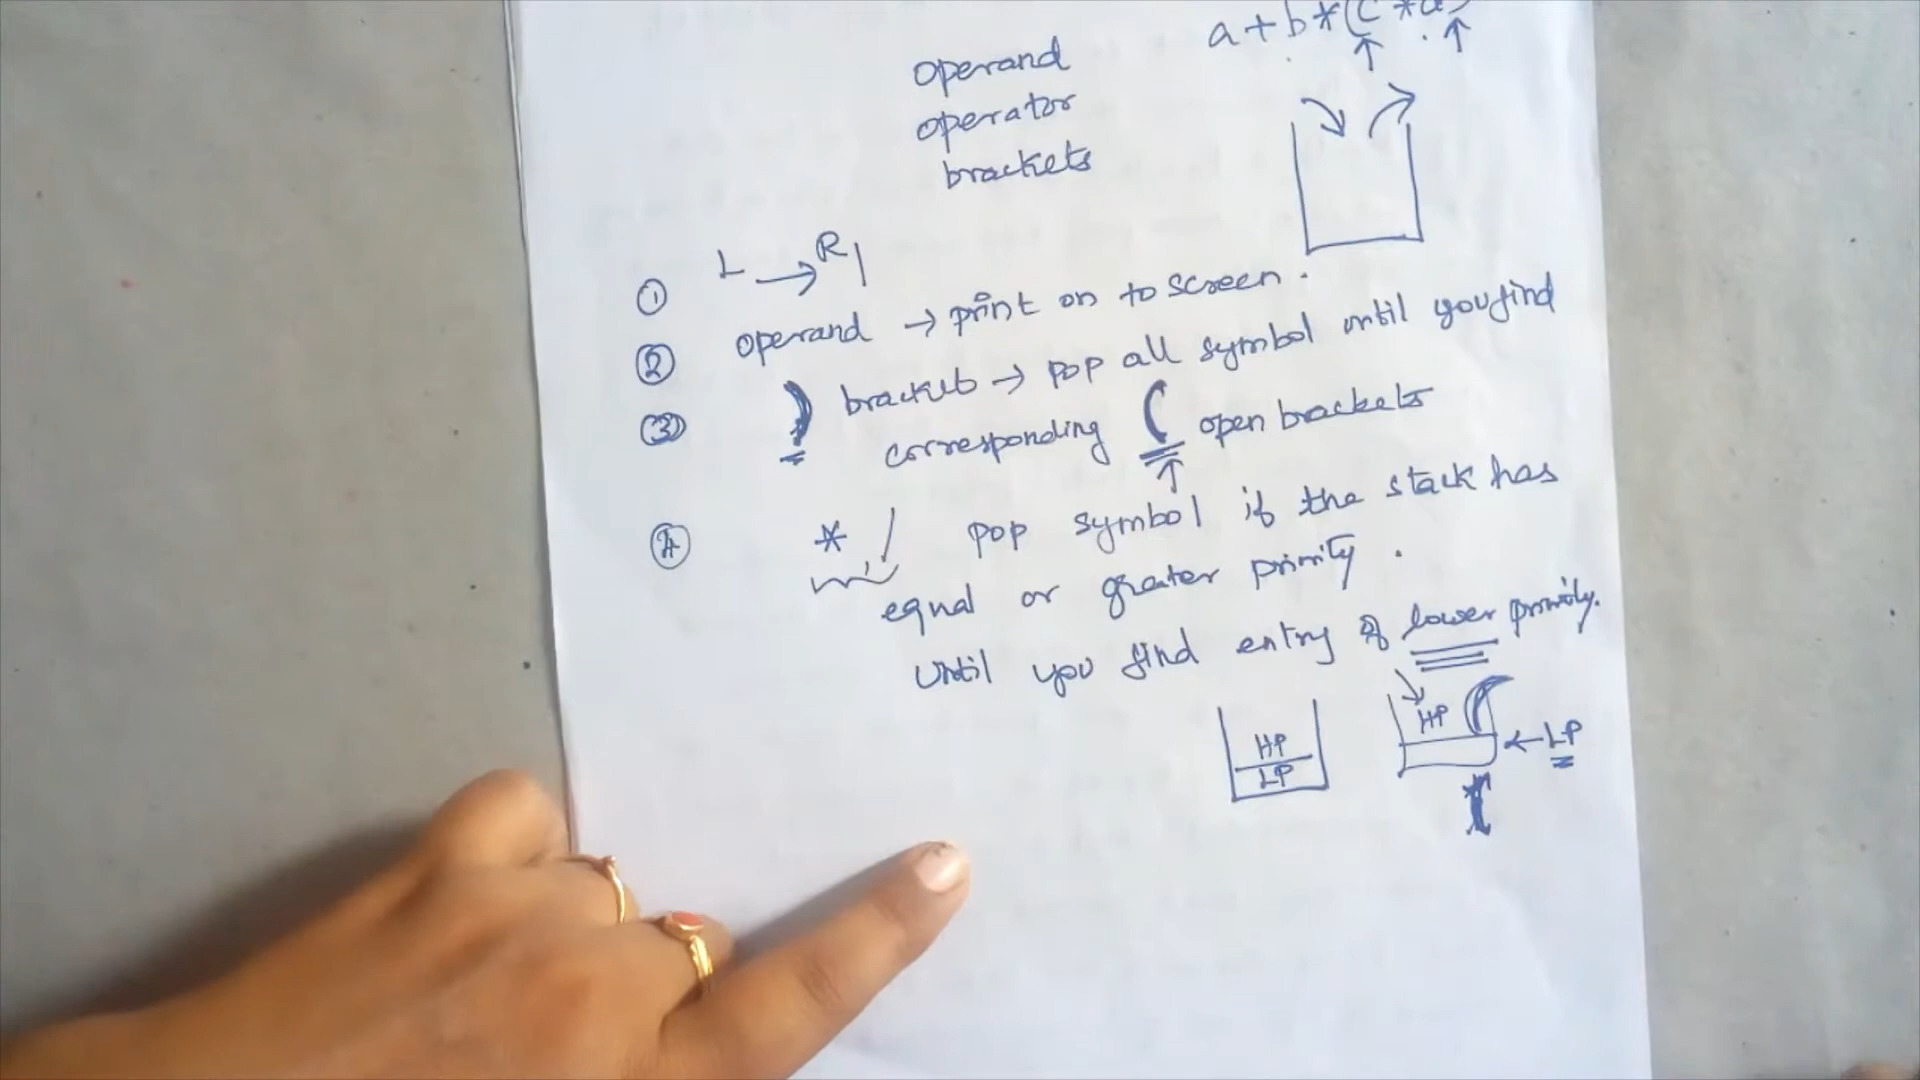 a+b*(c*d)
operand
operator
brackets
① L → R
② operand → print on to screen.
③ ) brackets → pop all symbol until you find
corresponding ( open brackets
④ * / pop symbol if the stack has
equal or greater priority.
until you find entry of lower priority.
HP
LP
HP (
← LP